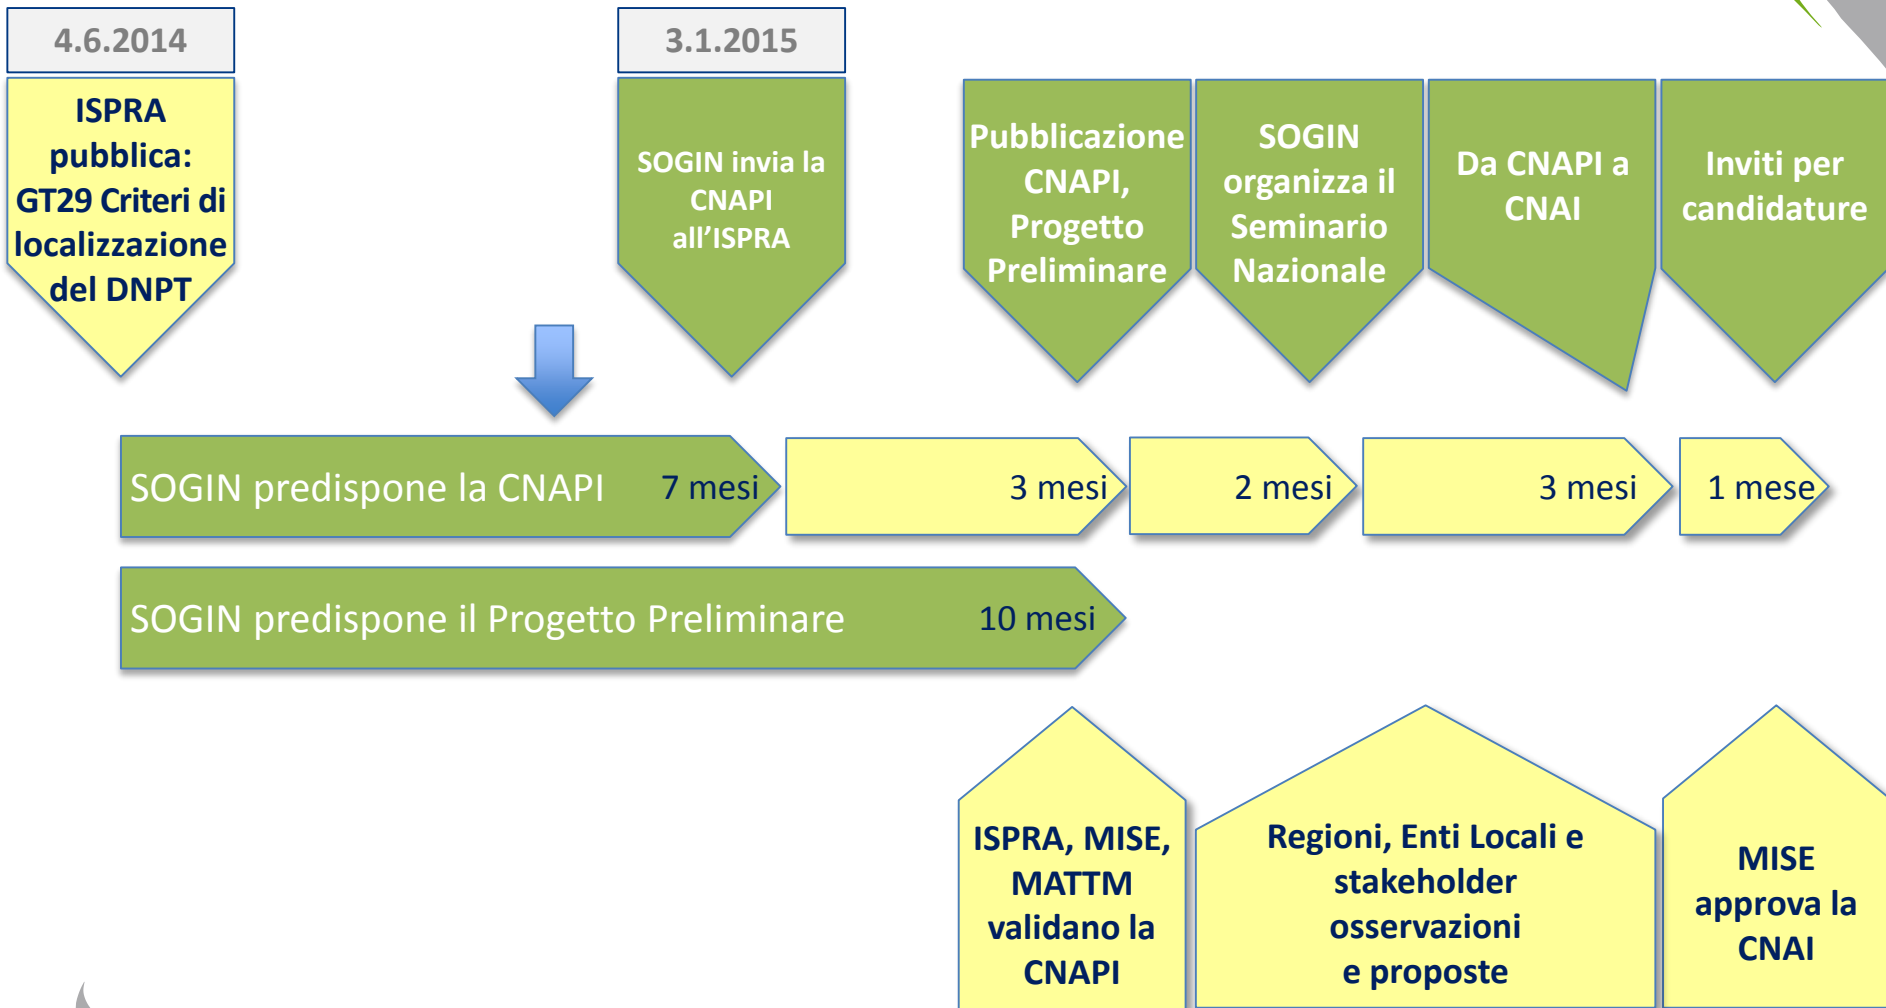 4.6.2014
3.1.2015
ISPRA
pubblica:
GT29 Criteri di
localizzazione
del DNPT
SOGIN invia la
CNAPI
all’ISPRA
Pubblicazione
CNAPI,
Progetto
Preliminare
SOGIN
organizza il
Seminario
Nazionale
Da CNAPI a
CNAI
Inviti per
candidature
SOGIN predispone la CNAPI 7 mesi
3 mesi
2 mesi
3 mesi
1 mese
SOGIN predispone il Progetto Preliminare 10 mesi
ISPRA, MISE,
MATTM
validano la
CNAPI
Regioni, Enti Locali e
stakeholder
osservazioni
e proposte
MISE
approva la
CNAI